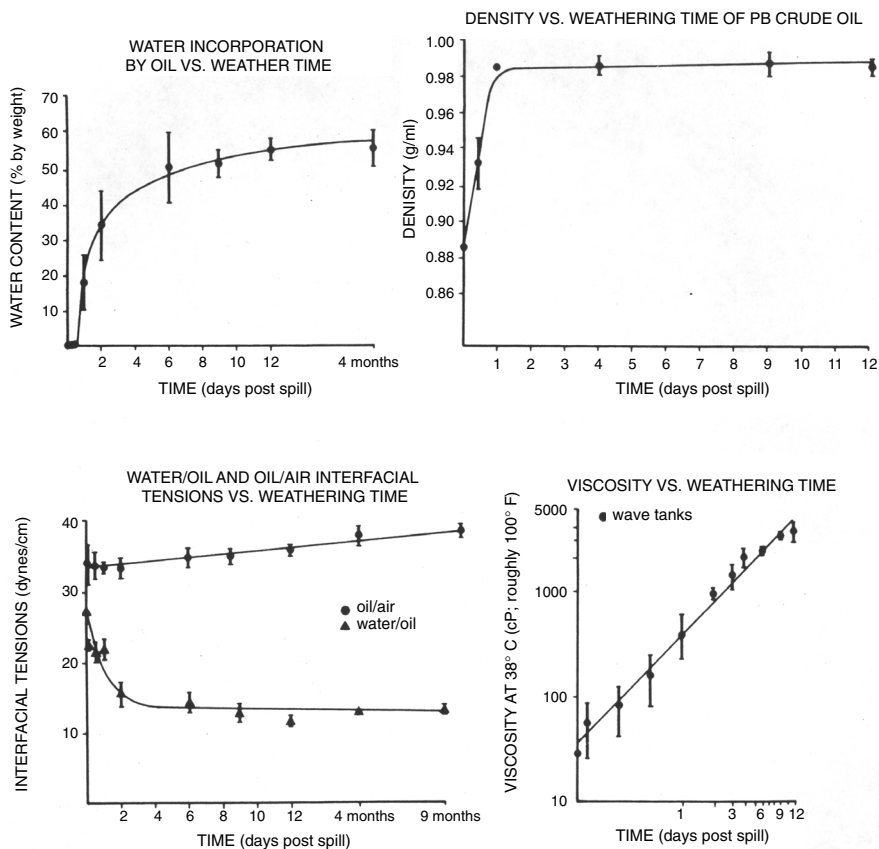 WATER INCORPORATION
BY OIL VS. WEATHER TIME
WATER CONTENT (% by weight)
70
60
50
40
30
20
10
2 4 6 8 10 12 4 months
TIME (days post spill)
DENSITY VS. WEATHERING TIME OF PB CRUDE OIL
DENISITY (g/ml)
1.00
0.98
0.96
0.94
0.92
0.90
0.88
0.86
1 2 3 4 5 6 7 8 9 10 11 12
TIME (days post spill)
WATER/OIL AND OIL/AIR INTERFACIAL
TENSIONS VS. WEATHERING TIME
INTERFACIAL TENSIONS (dynes/cm)
40
30
20
10
oil/air
water/oil
2 4 6 8 10 12 4 months 9 months
TIME (days post spill)
VISCOSITY VS. WEATHERING TIME
VISCOSITY AT 38° C (cP; roughly 100° F)
5000
1000
100
10
wave tanks
1 3 6 9 12
TIME (days post spill)